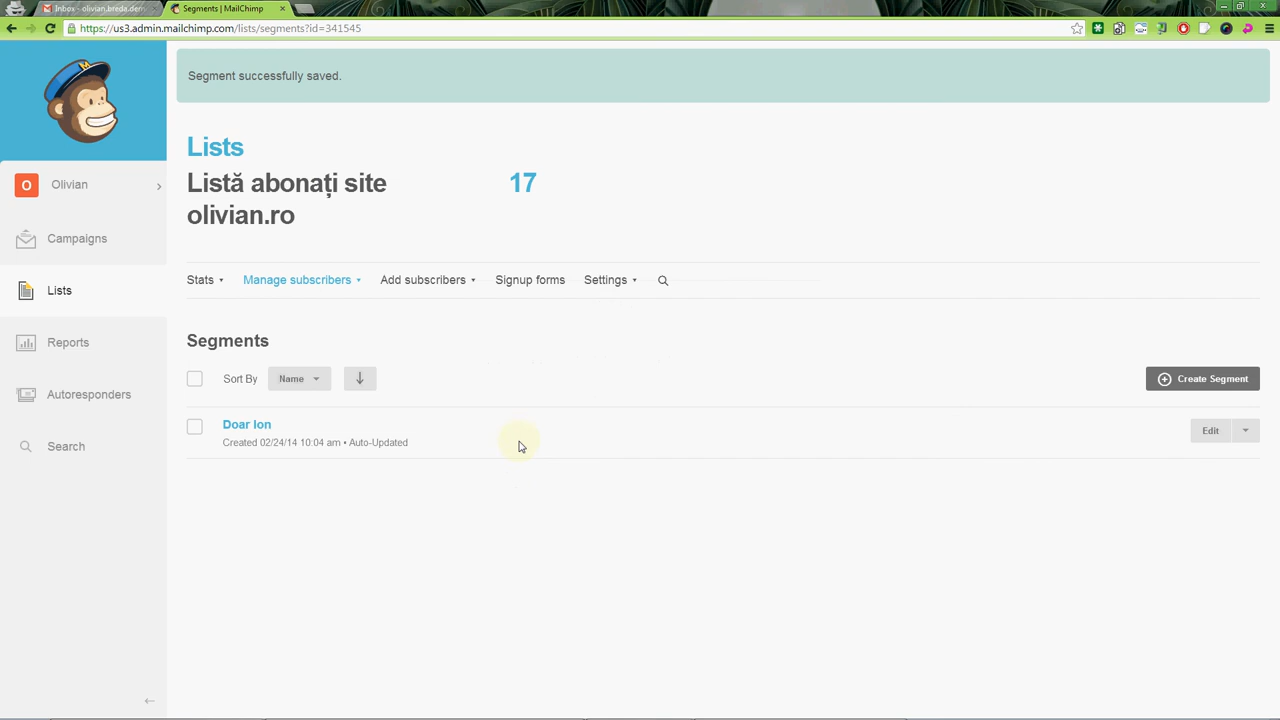 Inbox - olivian.breda.dem
Segments | MailChimp
https://us3.admin.mailchimp.com/lists/segments?id=341545
Segment successfully saved.
Lists
Listă abonați site
olivian.ro
17
O Olivian
Campaigns
Lists
Reports
Autoresponders
Search
Stats
Manage subscribers
Add subscribers
Signup forms
Settings
Segments
Sort By
Name
Create Segment
Doar Ion
Created 02/24/14 10:04 am • Auto-Updated
Edit